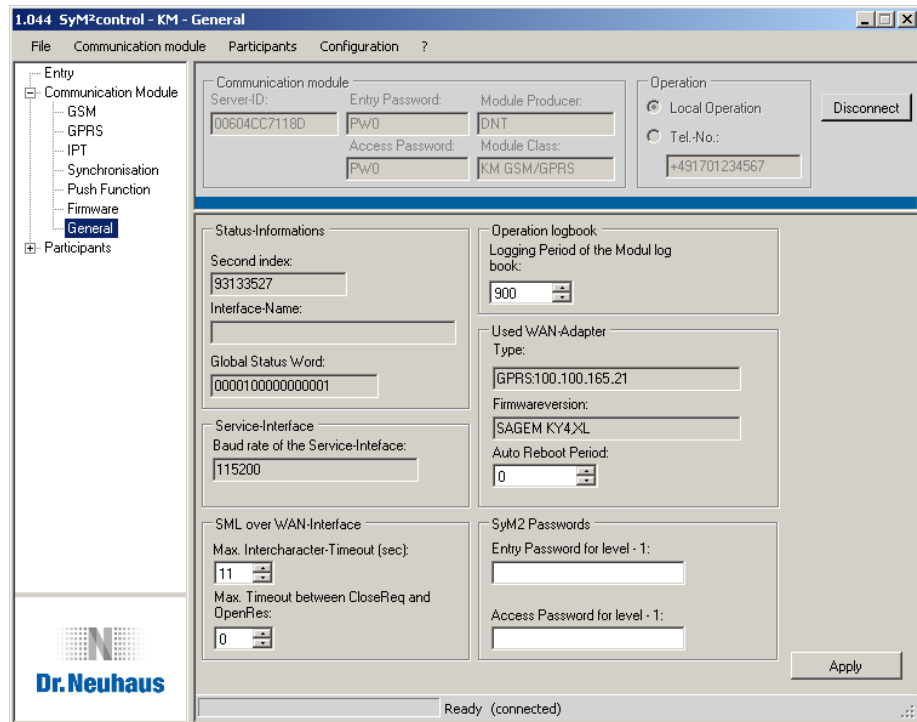 1.044 SyM²control - KM - General
File Communication module Participants Configuration ?
Entry
Communication Module
GSM
GPRS
IPT
Synchronisation
Push Function
Firmware
General
Participants
Communication module
Server-ID: Entry Password: Module Producer:
00604CC7118D PW0 DNT
Access Password: Module Class:
PW0 KM GSM/GPRS
Operation
Local Operation
Tel.-No.:
+491701234567
Disconnect
Status-Informations
Second index:
93133527
Interface-Name:
Global Status Word:
0000100000000001
Service-Interface
Baud rate of the Service-Inteface:
115200
SML over WAN-Interface
Max. Intercharacter-Timeout (sec):
11
Max. Timeout between CloseReq and
OpenRes:
0
Operation logbook
Logging Period of the Modul log
book:
900
Used WAN-Adapter
Type:
GPRS:100.100.165.21
Firmwareversion:
SAGEM KY4,XL
Auto Reboot Period:
0
SyM2 Passwords
Entry Password for level - 1:
Access Password for level - 1:
Apply
N
Dr.Neuhaus
Ready (connected)